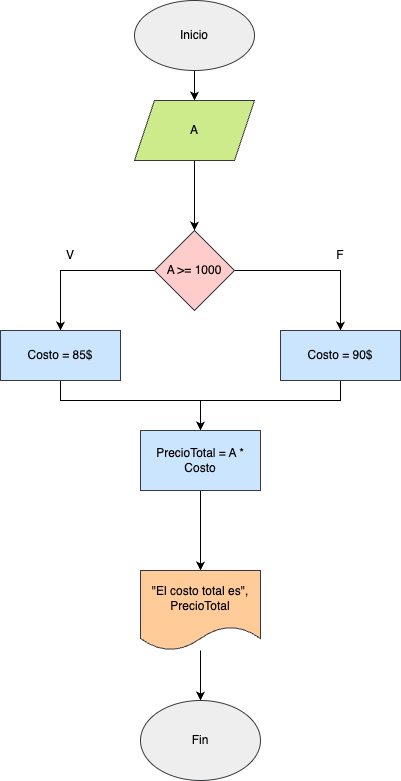 Inicio
A
V
F
A >= 1000
Costo = 85$
Costo = 90$
PrecioTotal = A *
Costo
"El costo total es",
PrecioTotal
Fin